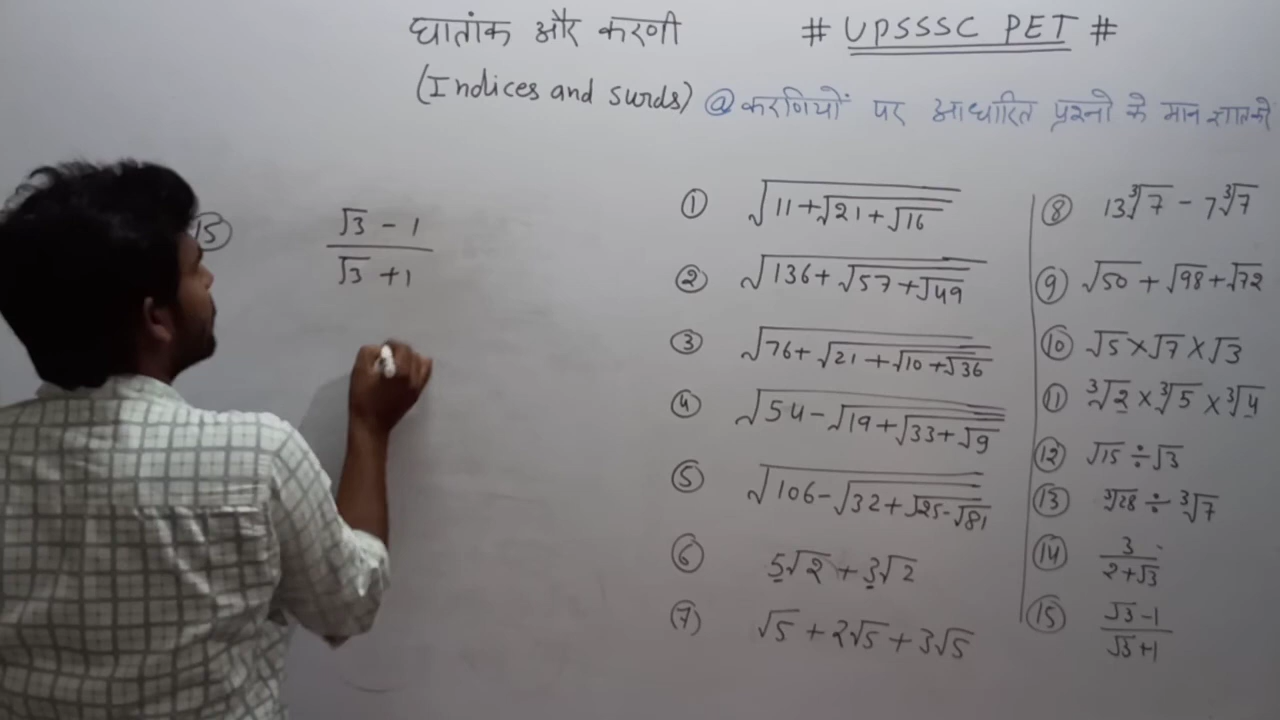 घातांक और करणी # UPSSSC PET #
(Indices and surds) @ करणियों पर आधारित प्रश्नो के मान ज्ञात करे
15 √3 - 1
√3 + 1
① √(11+√(21+√16))
② √(136+√(57+√49))
③ √(76+√(21+√(10+√36)))
④ √(54-√(19+√(33+√9)))
⑤ √(106-√(32+√(25-√81)))
⑥ 5√2 + 3√2
(7) √5 + 2√5 + 3√5
⑧ 13∛7 - 7∛7
⑨ √50 + √98 + √72
⑩ √5 × √7 × √3
⑪ ∛2 × ∛5 × ∛4
⑫ √15 ÷ √3
⑬ ∛28 ÷ ∛7
⑭ 3
2+√3
⑮ √3-1
√3+1